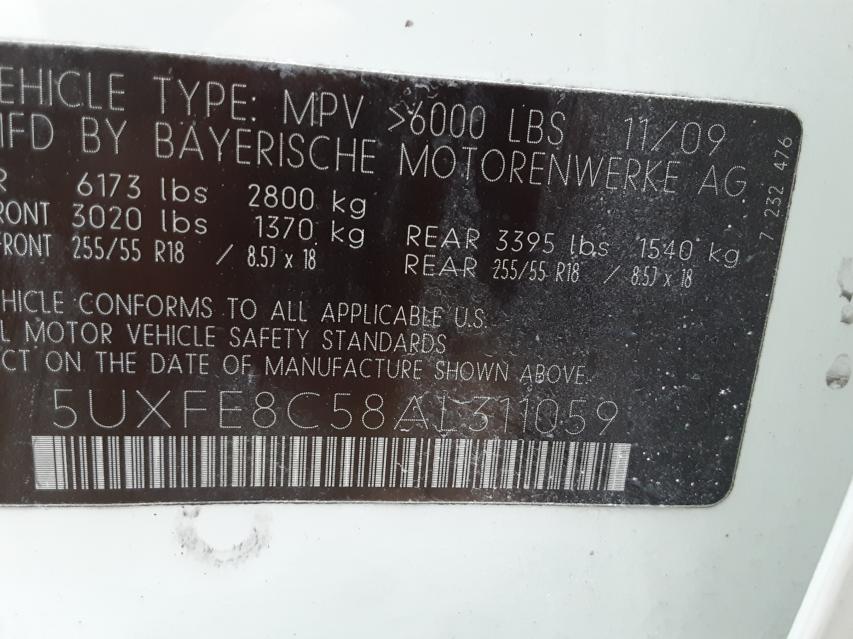 EHICLE TYPE: MPV >6000 LBS 11/09
MFD BY BAYERISCHE MOTORENWERKE AG
R 6173 lbs 2800 kg
RONT 3020 lbs 1370 kg REAR 3395 lbs 1540 kg
FRONT 255/55 R18 / 8.5J x 18 REAR 255/55 R18 / 8.5J x 18
HICLE CONFORMS TO ALL APPLICABLE U.S.
L MOTOR VEHICLE SAFETY STANDARDS
CT ON THE DATE OF MANUFACTURE SHOWN ABOVE.
5UXFE8C58AL311059
7 232 476